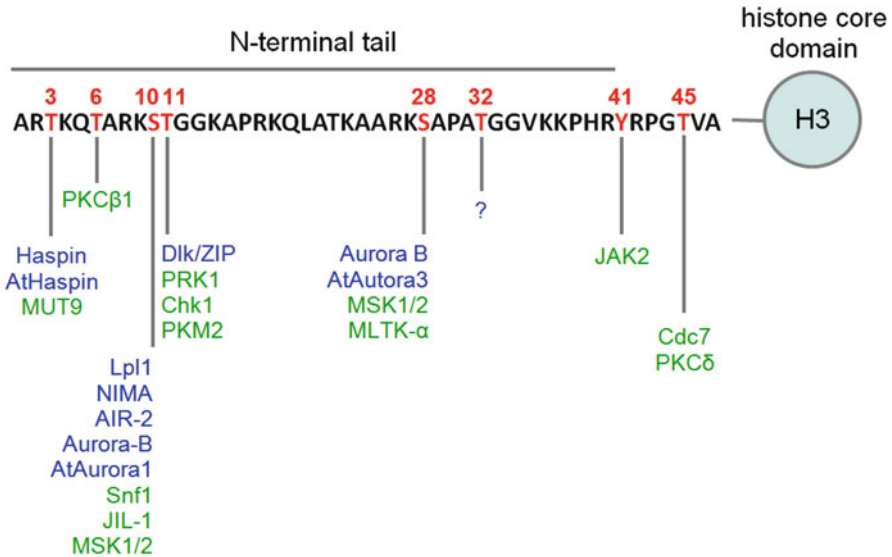 histone core
domain
N-terminal tail
3 6 10 11 28 32 41 45
ARTKQTARKSTGGKAPRKQLATKAARKSAPATGGVKKPHRYRPGTVA
H3
PKCβ1
?
Haspin
AtHaspin
MUT9
Dlk/ZIP
PRK1
Chk1
PKM2
Aurora B
AtAutora3
MSK1/2
MLTK-α
JAK2
Cdc7
PKCδ
Lpl1
NIMA
AIR-2
Aurora-B
AtAurora1
Snf1
JIL-1
MSK1/2